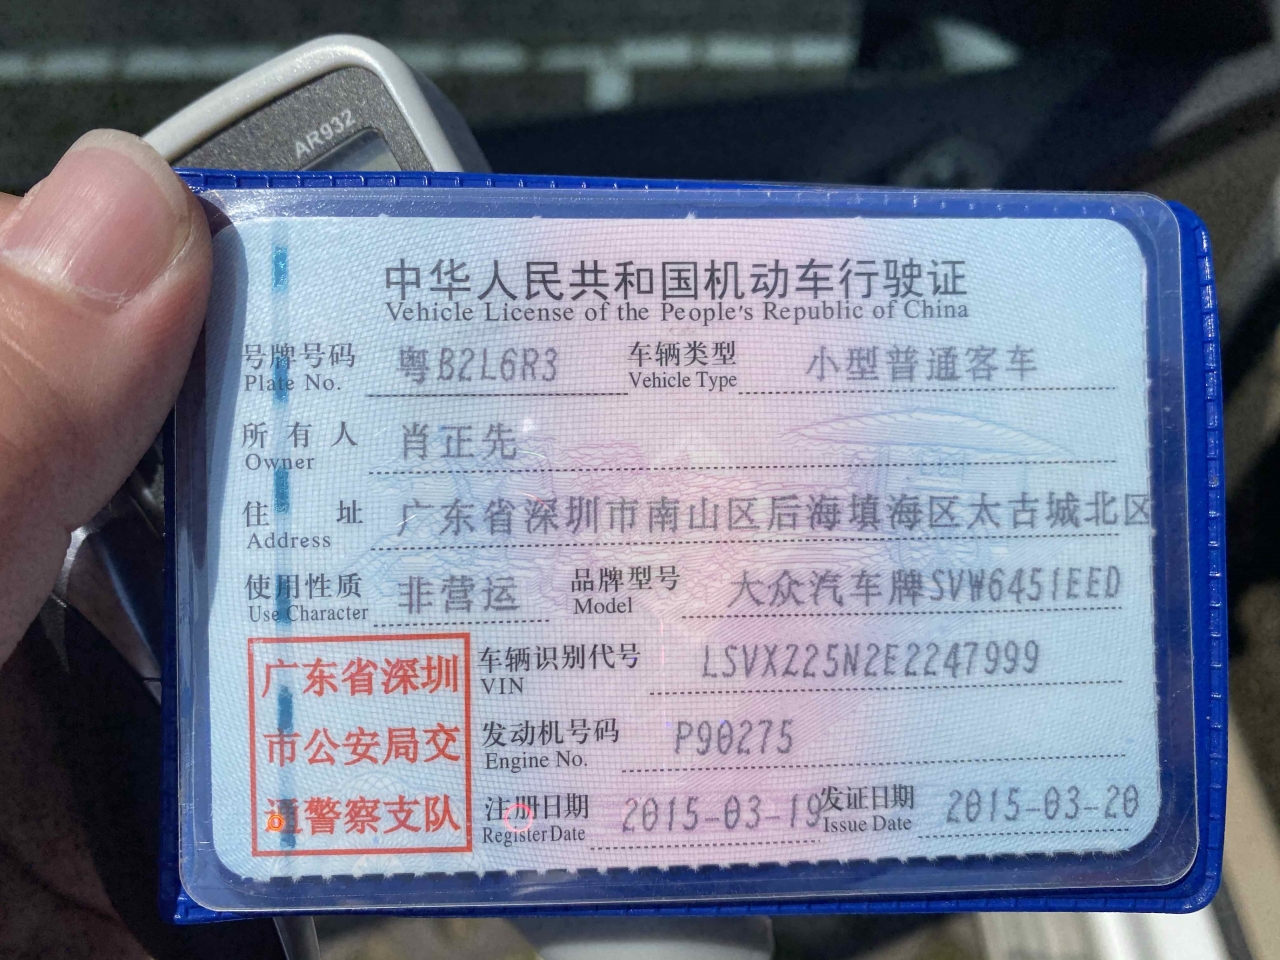 AR932
中华人民共和国机动车行驶证
Vehicle License of the People's Republic of China
号牌号码 粤B2L6R3 车辆类型 小型普通客车
Plate No. Vehicle Type
所有人 肖正先
Owner
住址 广东省深圳市南山区后海填海区太古城北区
Address
使用性质 非营运 品牌型号 大众汽车牌SVW6451EED
Use Character Model
车辆识别代号 LSVXZ25N2E2247999
VIN
发动机号码 P90275
Engine No.
注册日期 2015-03-19 发证日期 2015-03-20
Register Date Issue Date
广东省深圳
市公安局交
通警察支队